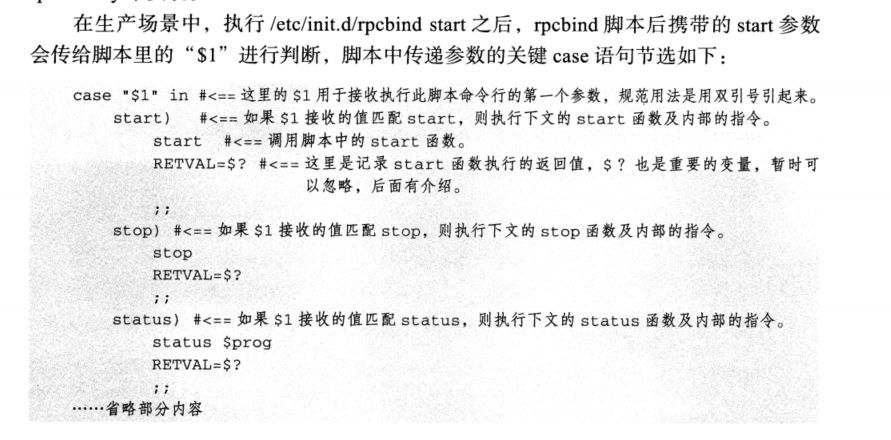 在生产场景中，执行 /etc/init.d/rpcbind start 之后，rpcbind 脚本后携带的 start 参数
会传给脚本里的“$1”进行判断，脚本中传递参数的关键 case 语句节选如下：
case "$1" in #<== 这里的 $1 用于接收执行此脚本命令行的第一个参数，规范用法是用双引号引起来。
start) #<== 如果 $1 接收的值匹配 start，则执行下文的 start 函数及内部的指令。
start #<== 调用脚本中的 start 函数。
RETVAL=$? #<== 这里是记录 start 函数执行的返回值，$？也是重要的变量，暂时可
以忽略，后面有介绍。
;;
stop) #<== 如果 $1 接收的值匹配 stop，则执行下文的 stop 函数及内部的指令。
stop
RETVAL=$?
;;
status) #<== 如果 $1 接收的值匹配 status，则执行下文的 status 函数及内部的指令。
status $prog
RETVAL=$?
;;
……省略部分内容